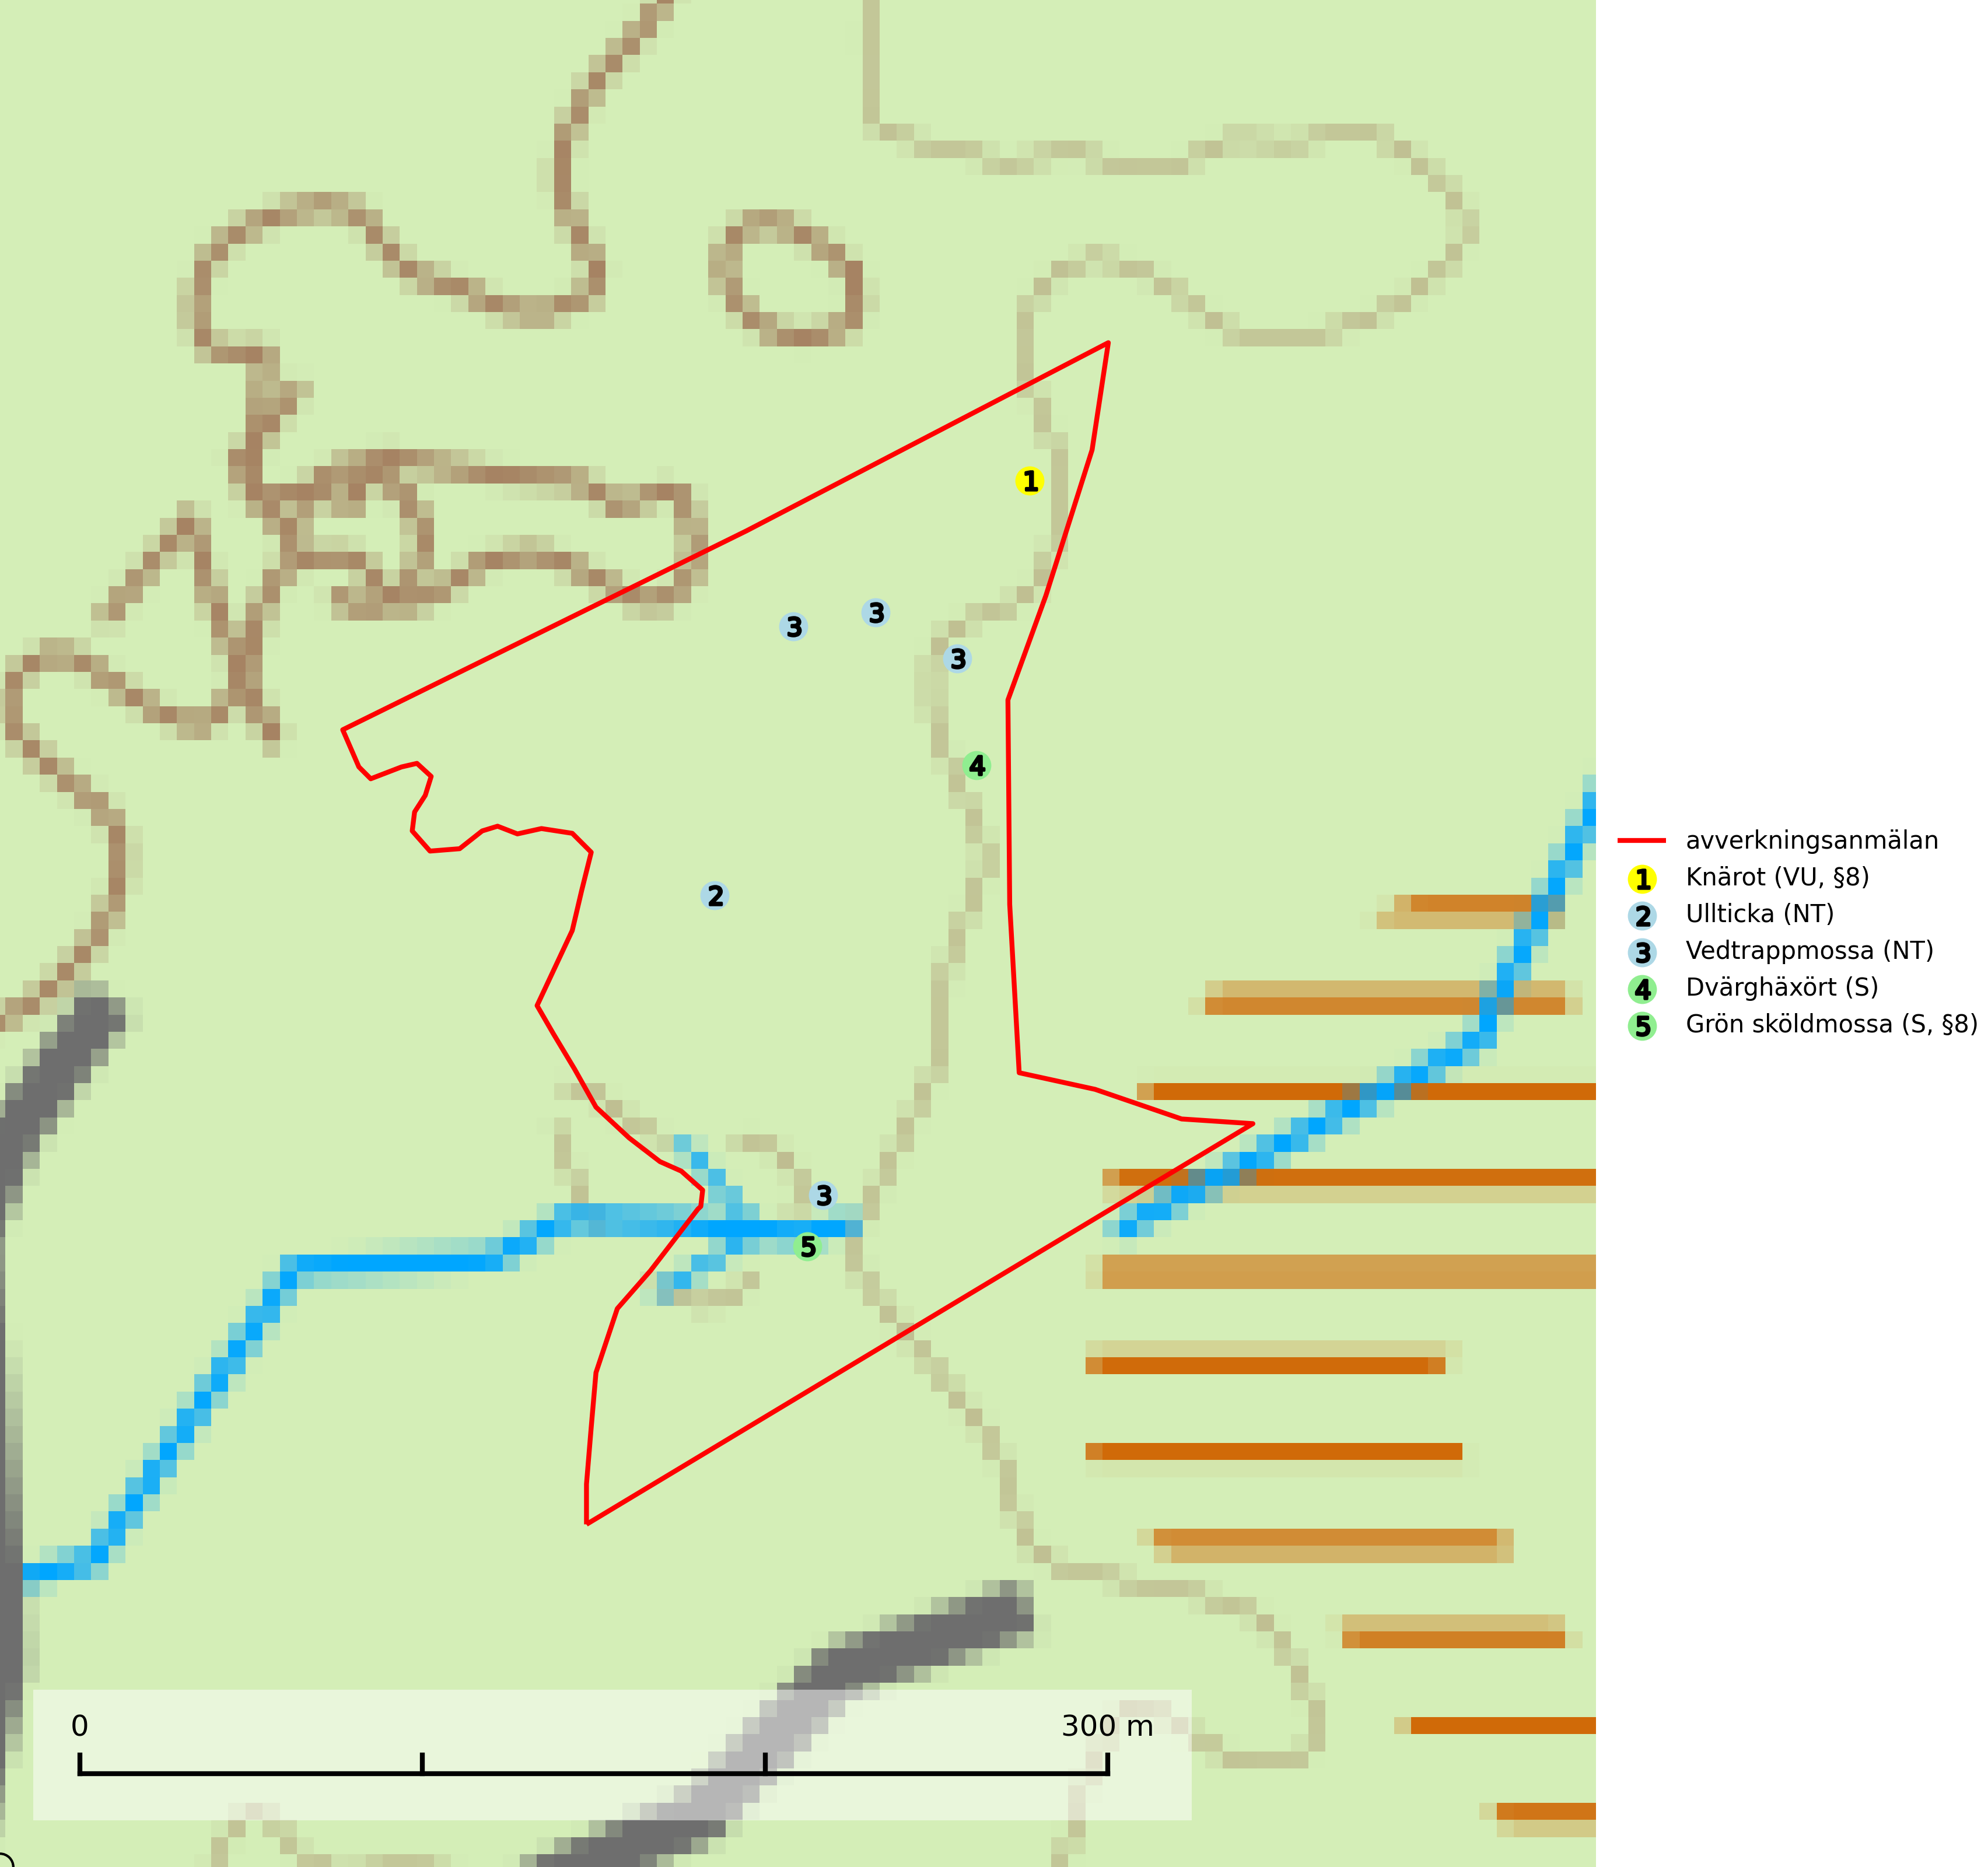 1
3
3
3
4
2
3
5
0
300 m
avverkningsanmälan
1 Knärot (VU, §8)
2 Ullticka (NT)
3 Vedtrappmossa (NT)
4 Dvärghäxört (S)
5 Grön sköldmossa (S, §8)